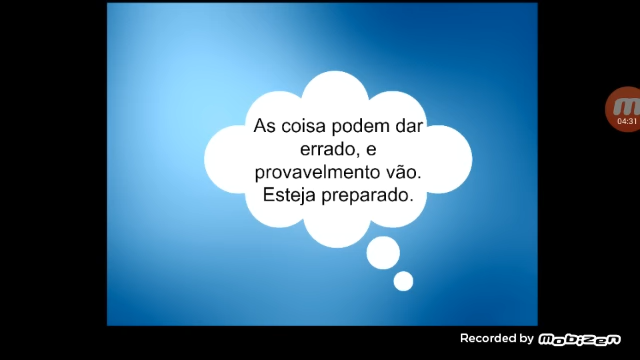 As coisa podem dar
errado, e
provavelmento vão.
Esteja preparado.
04:31
Recorded by Mobizen